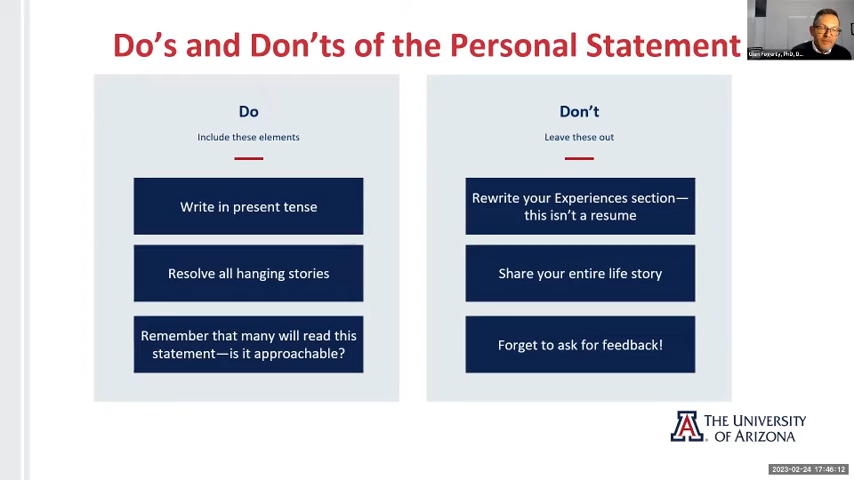 Do’s and Don’ts of the Personal Statement
Do
Include these elements
Write in present tense
Resolve all hanging stories
Remember that many will read this
statement—is it approachable?
Don’t
Leave these out
Rewrite your Experiences section—
this isn’t a resume
Share your entire life story
Forget to ask for feedback!
THE UNIVERSITY
OF ARIZONA
Fogerty, PhD, D...
2023-02-24 17:46:12